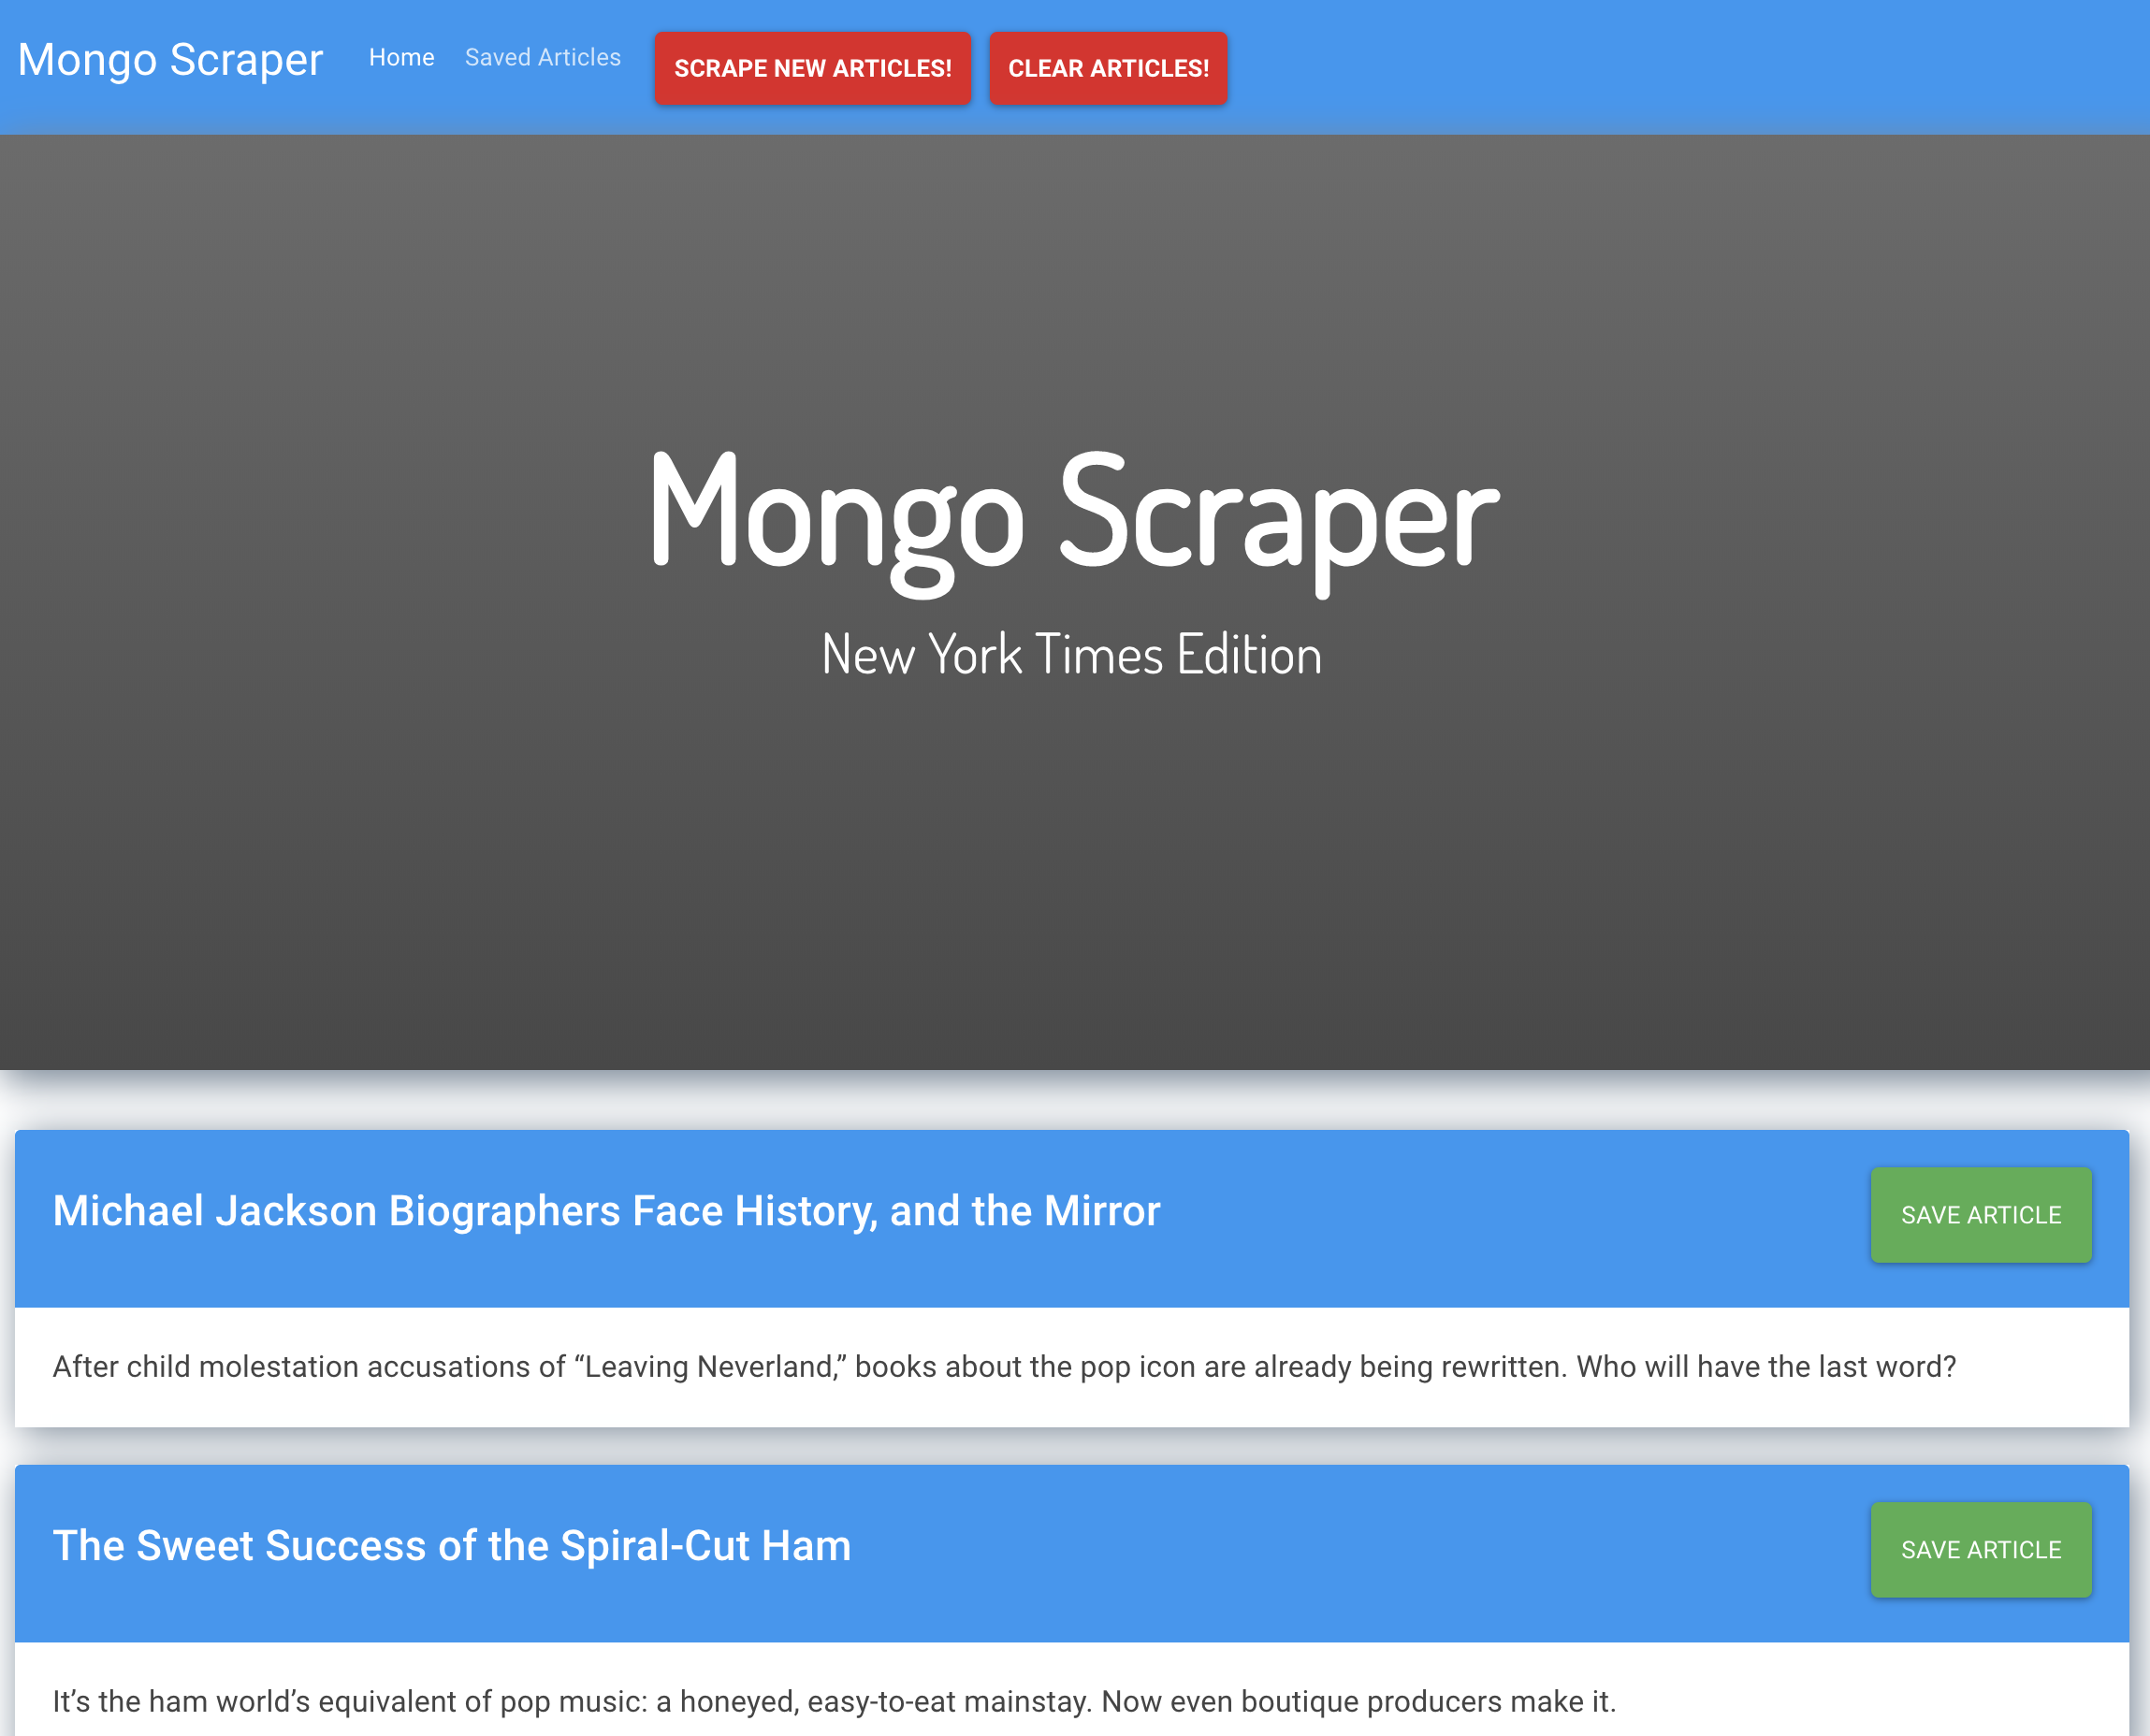 Mongo Scraper Home Saved Articles SCRAPE NEW ARTICLES! CLEAR ARTICLES!
Mongo Scraper
New York Times Edition
Michael Jackson Biographers Face History, and the Mirror SAVE ARTICLE
After child molestation accusations of “Leaving Neverland,” books about the pop icon are already being rewritten. Who will have the last word?
The Sweet Success of the Spiral-Cut Ham SAVE ARTICLE
It’s the ham world’s equivalent of pop music: a honeyed, easy-to-eat mainstay. Now even boutique producers make it.